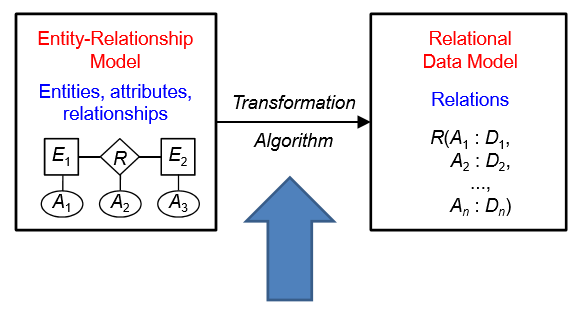 Entity-Relationship
Model
Entities, attributes,
relationships
E₁ R E₂
A₁ A₂ A₃
Transformation
Algorithm
Relational
Data Model
Relations
R(A₁ : D₁,
A₂ : D₂,
...,
Aₙ : Dₙ)